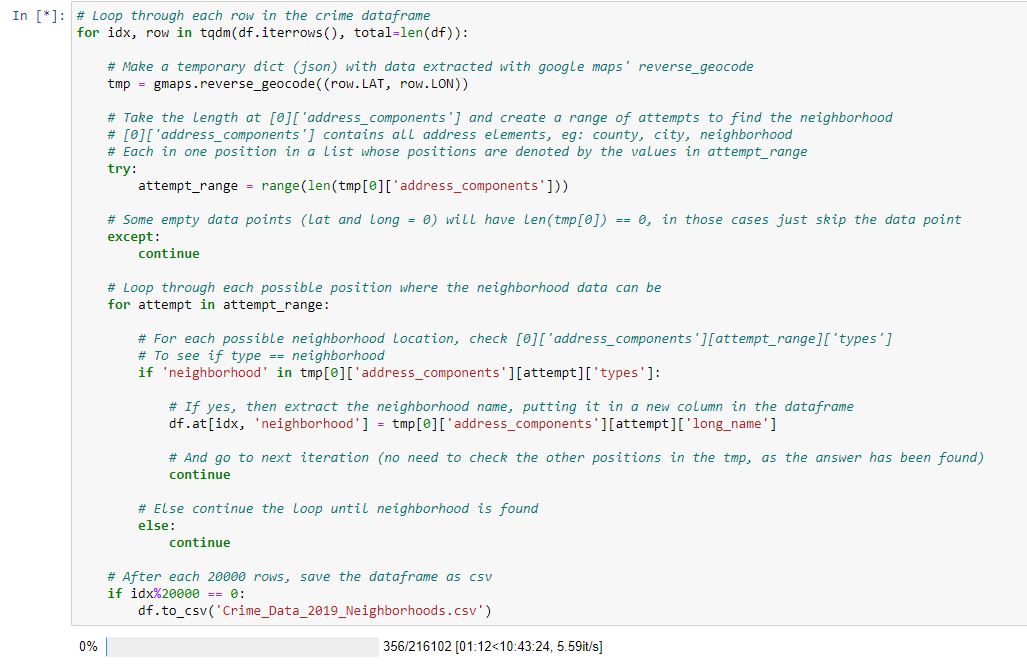 In [*]: # Loop through each row in the crime dataframe
for idx, row in tqdm(df.iterrows(), total=len(df)):
# Make a temporary dict (json) with data extracted with google maps' reverse_geocode
tmp = gmaps.reverse_geocode((row.LAT, row.LON))
# Take the length at [0]['address_components'] and create a range of attempts to find the neighborhood
# [0]['address_components'] contains all address elements, eg: county, city, neighborhood
# Each in one position in a list whose positions are denoted by the values in attempt_range
try:
attempt_range = range(len(tmp[0]['address_components']))
# Some empty data points (lat and long = 0) will have len(tmp[0]) == 0, in those cases just skip the data point
except:
continue
# Loop through each possible position where the neighborhood data can be
for attempt in attempt_range:
# For each possible neighborhood location, check [0]['address_components'][attempt_range]['types']
# To see if type == neighborhood
if 'neighborhood' in tmp[0]['address_components'][attempt]['types']:
# If yes, then extract the neighborhood name, putting it in a new column in the dataframe
df.at[idx, 'neighborhood'] = tmp[0]['address_components'][attempt]['long_name']
# And go to next iteration (no need to check the other positions in the tmp, as the answer has been found)
continue
# Else continue the loop until neighborhood is found
else:
continue
# After each 20000 rows, save the dataframe as csv
if idx%20000 == 0:
df.to_csv('Crime_Data_2019_Neighborhoods.csv')
0% 356/216102 [01:12<10:43:24, 5.59it/s]